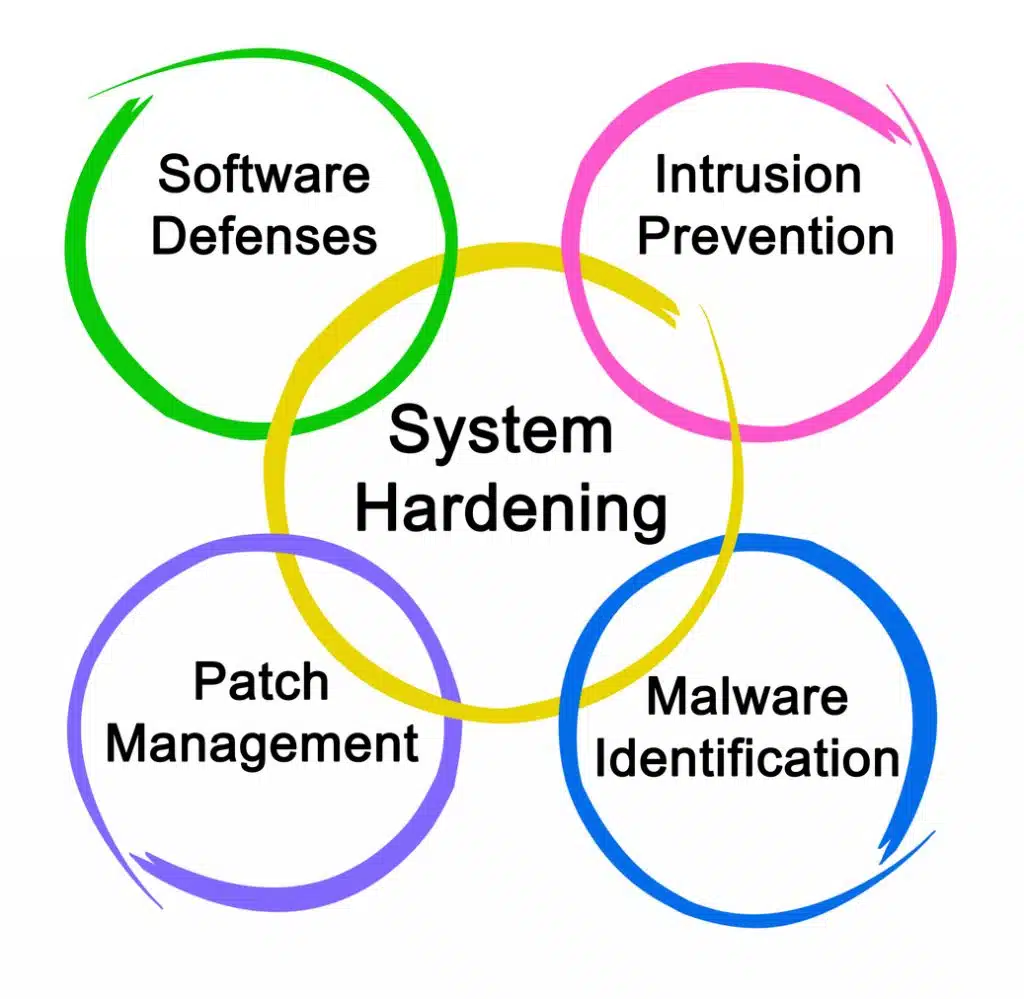 Software
Defenses
Intrusion
Prevention
System
Hardening
Patch
Management
Malware
Identification